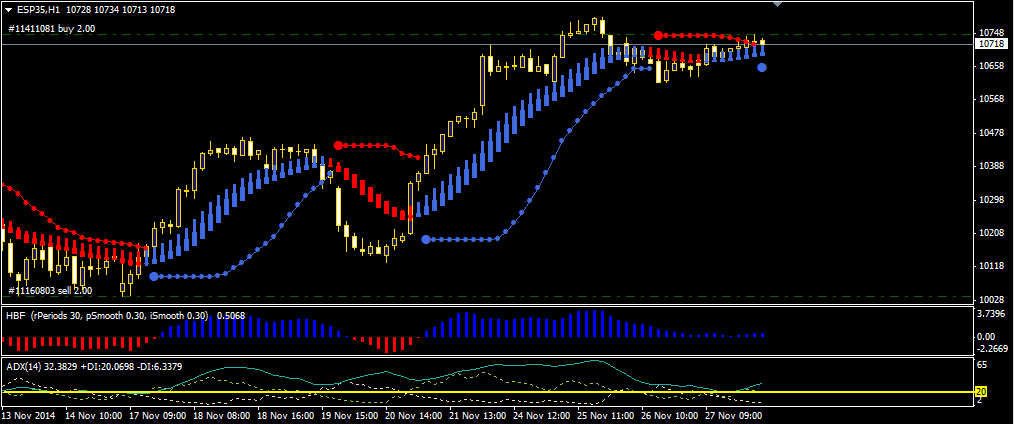 ESP35,H1 10728 10734 10713 10718
#11411081 buy 2.00
10748
10718
10658
10568
10478
10388
10298
10208
10118
#11160803 sell 2.00
10028
HBF (rPeriods 30, pSmooth 0.30, iSmooth 0.30) 0.5068
3.7396
0.00
-2.2669
ADX(14) 32.3829 +DI:20.0698 -DI:6.3379
65
20
2
13 Nov 2014 14 Nov 10:00 17 Nov 09:00 18 Nov 08:00 18 Nov 16:00 19 Nov 15:00 20 Nov 14:00 21 Nov 13:00 24 Nov 12:00 25 Nov 11:00 26 Nov 10:00 27 Nov 09:00